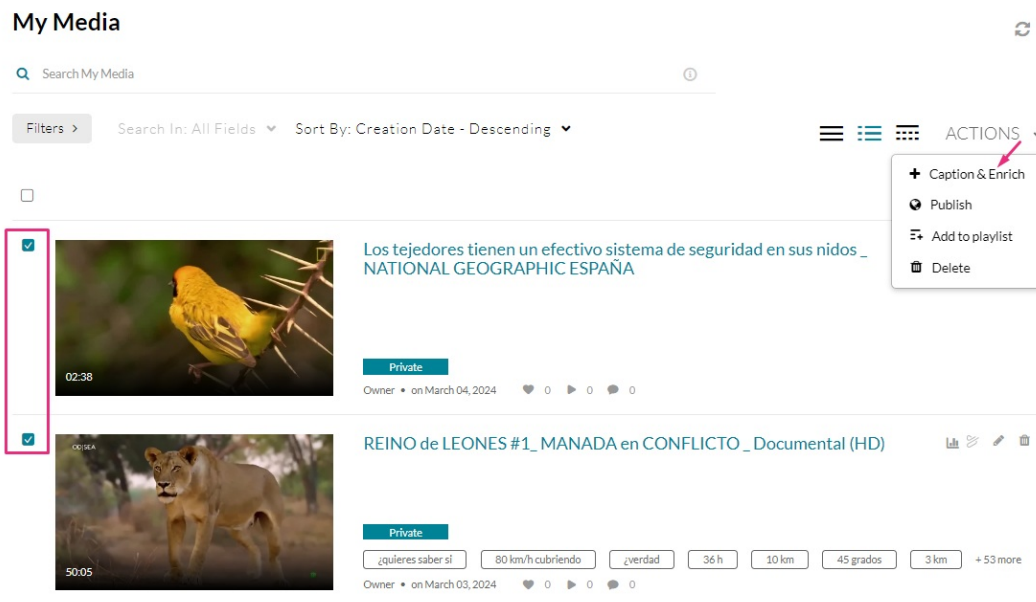 My Media
Search My Media
Filters >
Search In: All Fields
Sort By: Creation Date - Descending
ACTIONS
Caption & Enrich
Publish
Add to playlist
Delete
Los tejedores tienen un efectivo sistema de seguridad en sus nidos _
NATIONAL GEOGRAPHIC ESPAÑA
02:38
Private
Owner • on March 04, 2024 0 0 0
ODISEA
REINO de LEONES #1_ MANADA en CONFLICTO _ Documental (HD)
50:05
Private
¿quieres saber si 80 km/h cubriendo ¿verdad 36 h 10 km 45 grados 3 km + 53 more
Owner • on March 03, 2024 0 0 0